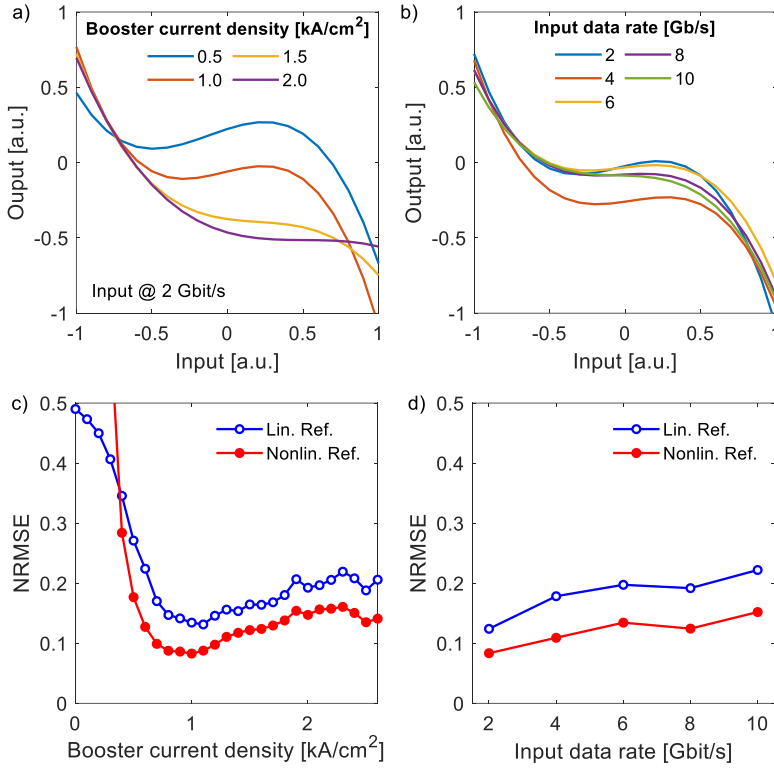 a)
Booster current density [kA/cm²]
0.5 1.5
1.0 2.0
1
0.5
0
-0.5
-1
Ouput [a.u.]
Input @ 2 Gbit/s
-1 -0.5 0 0.5 1
Input [a.u.]
b)
Input data rate [Gb/s]
2 8
4 10
6
1
0.5
0
-0.5
-1
Output [a.u.]
-1 -0.5 0 0.5 1
Input [a.u.]
c)
Lin. Ref.
Nonlin. Ref.
0.5
0.4
0.3
0.2
0.1
0
NRMSE
0 1 2
Booster current density [kA/cm²]
d)
Lin. Ref.
Nonlin. Ref.
0.5
0.4
0.3
0.2
0.1
0
NRMSE
2 4 6 8 10
Input data rate [Gbit/s]